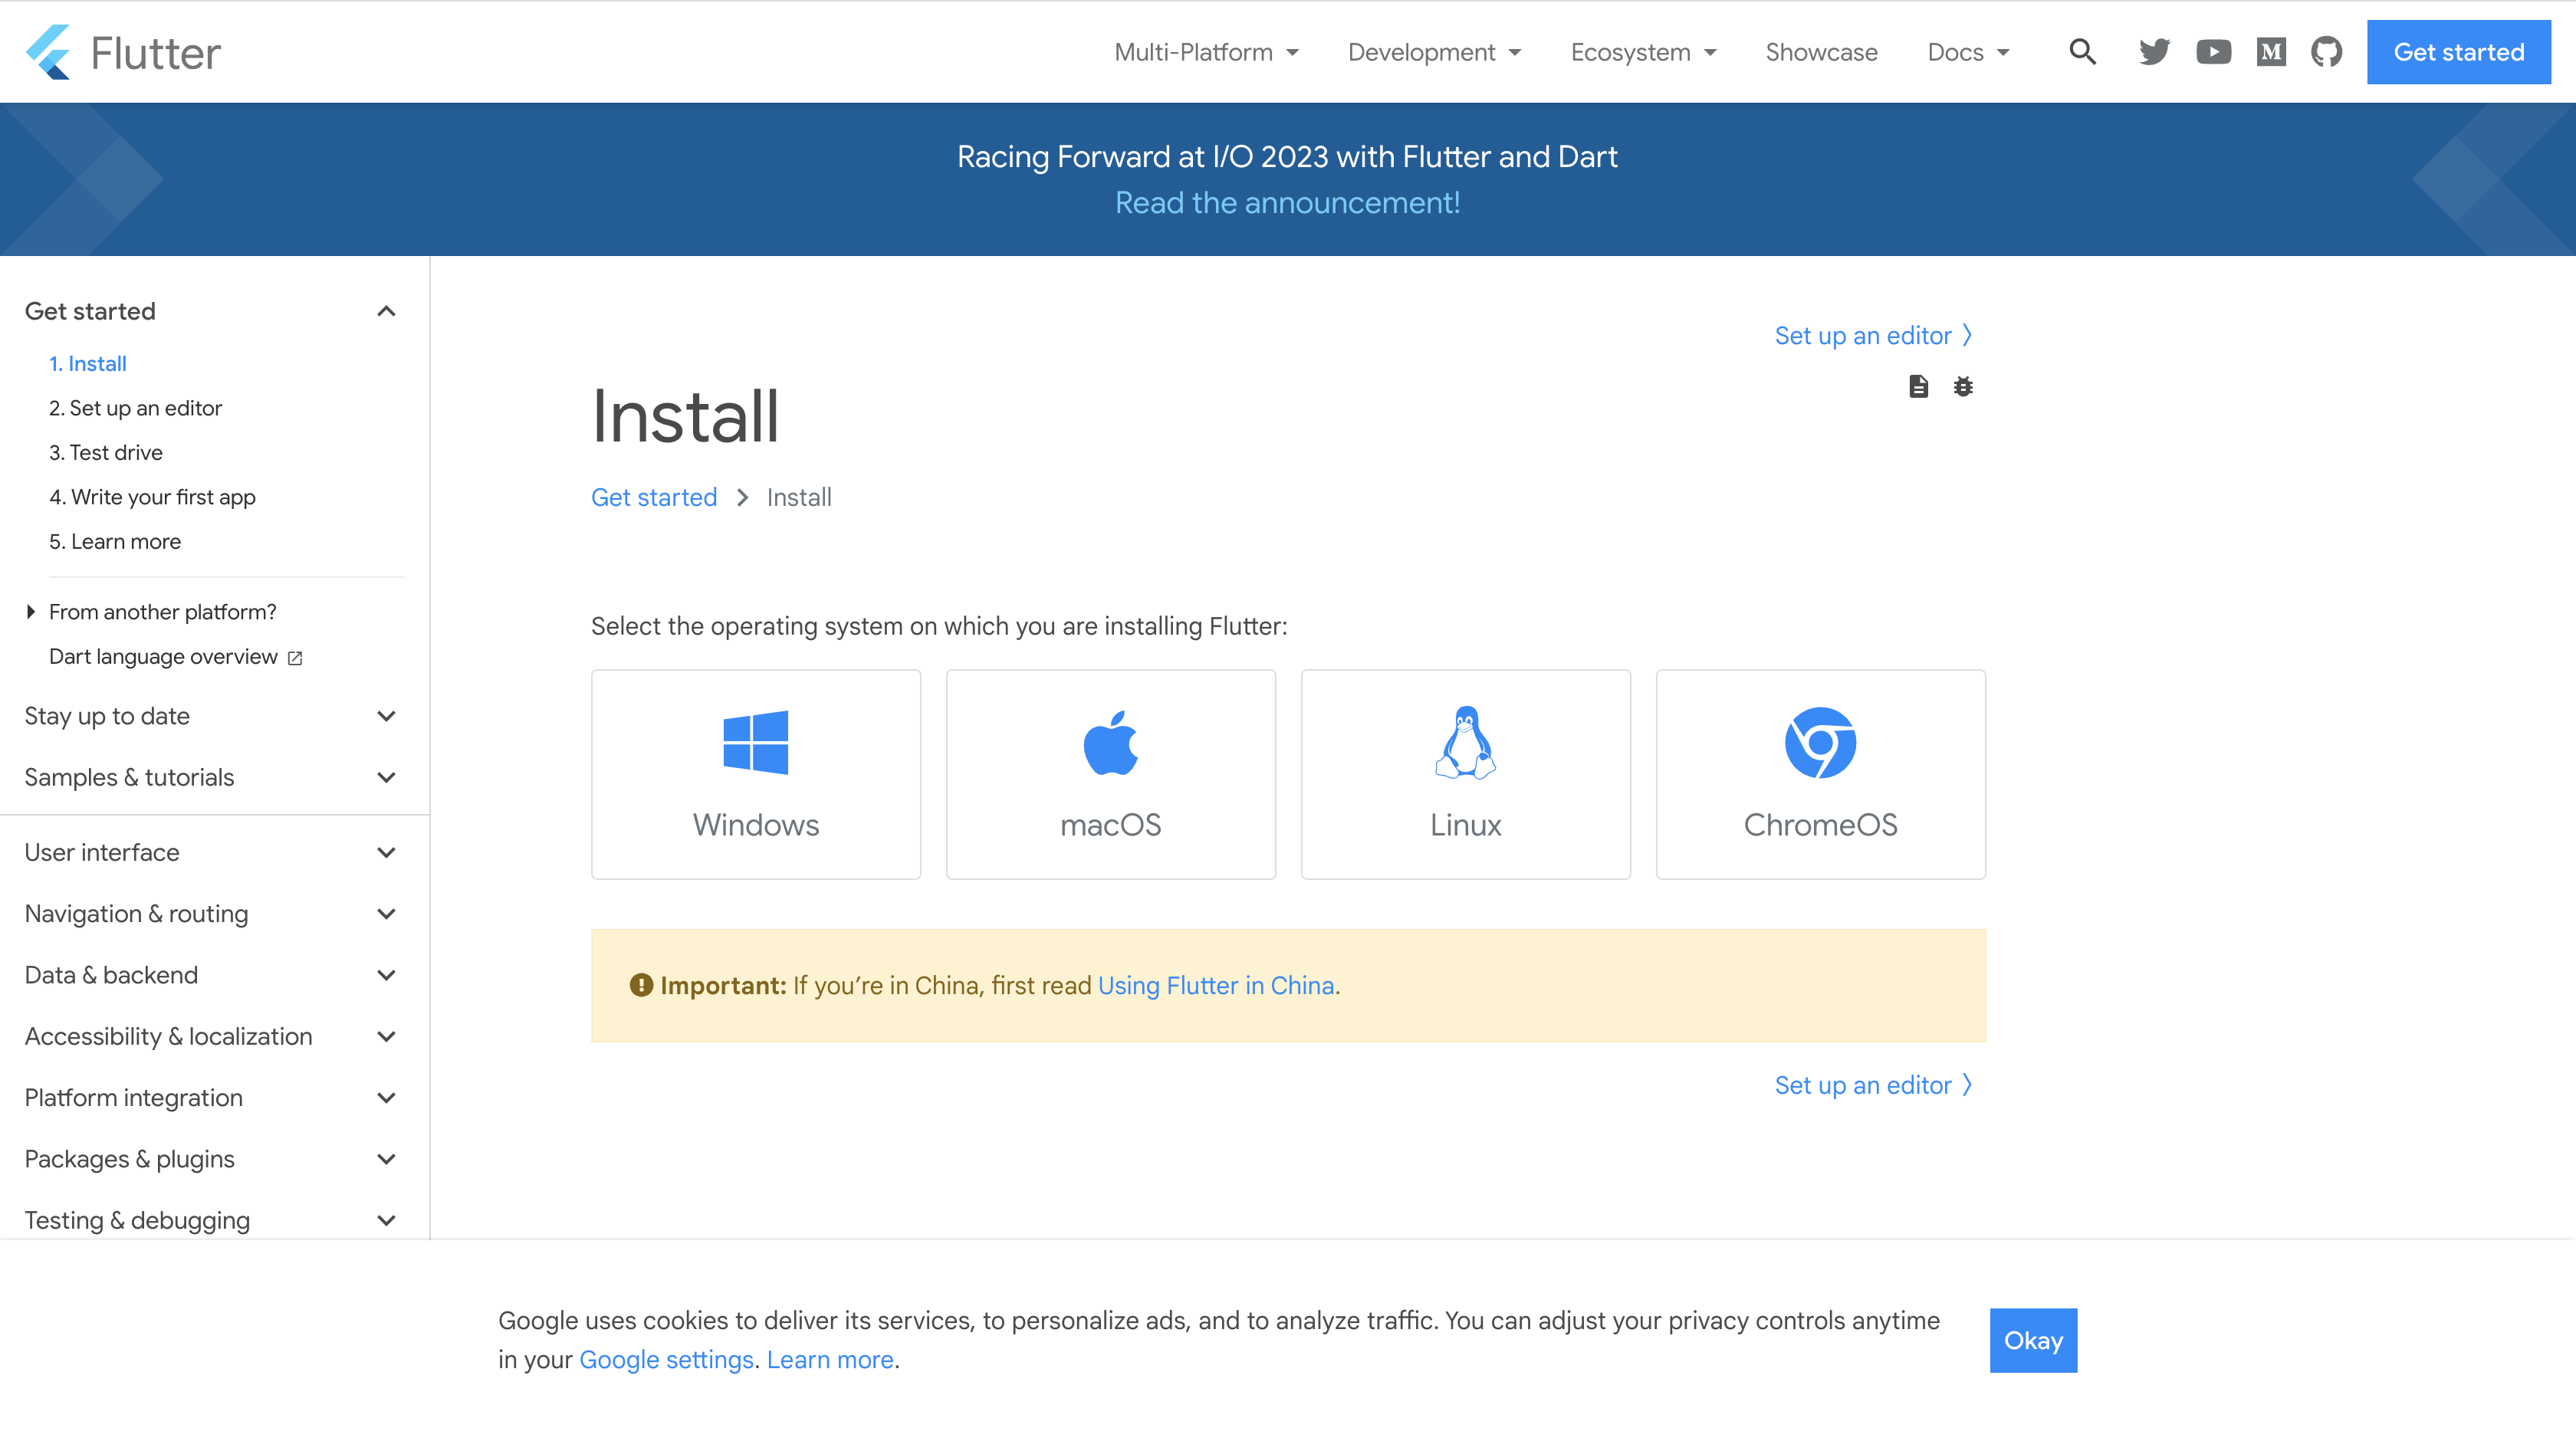 Flutter
Multi-Platform
Development
Ecosystem
Showcase
Docs
Get started
Racing Forward at I/O 2023 with Flutter and Dart
Read the announcement!
Get started
1. Install
2. Set up an editor
3. Test drive
4. Write your first app
5. Learn more
From another platform?
Dart language overview
Stay up to date
Samples & tutorials
User interface
Navigation & routing
Data & backend
Accessibility & localization
Platform integration
Packages & plugins
Testing & debugging
Set up an editor 〉
Install
Get started > Install
Select the operating system on which you are installing Flutter:
Windows
macOS
Linux
ChromeOS
Important: If you’re in China, first read Using Flutter in China.
Set up an editor 〉
Google uses cookies to deliver its services, to personalize ads, and to analyze traffic. You can adjust your privacy controls anytime
in your Google settings. Learn more.
Okay